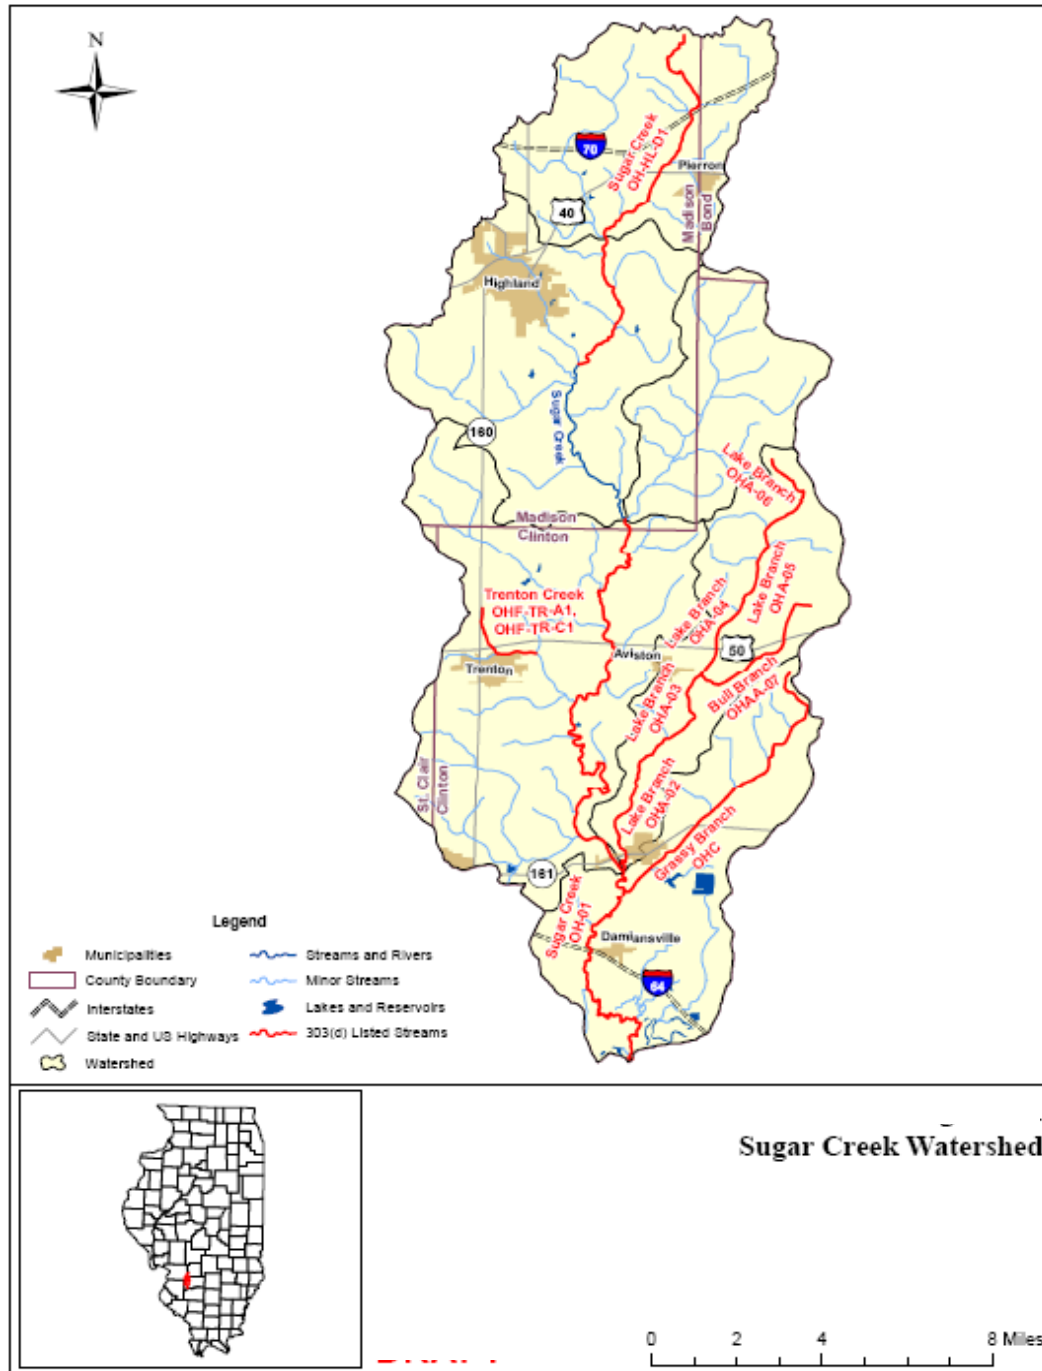 N
70
Sugar Creek
OH-HL-D1
Pierron
40
Madison
Bond
Highland
160
Sugar Creek
Lake Branch
OHA-06
Madison
Clinton
Lake Branch
OHA-05
Trenton Creek
OHF-TR-A1,
OHF-TR-C1
Lake Branch
OHA-04
50
Aviston
Trenton
Lake Branch
OHA-03
Bull Branch
OHAA-07
St. Clair
Clinton
Lake Branch
OHA-02
Grassy Branch
OHC
161
Sugar Creek
OH-01
Damiansville
64
Legend
Municipalities
County Boundary
Interstates
State and US Highways
Watershed
Streams and Rivers
Minor Streams
Lakes and Reservoirs
303(d) Listed Streams
Sugar Creek Watershed
0 2 4 8 Miles